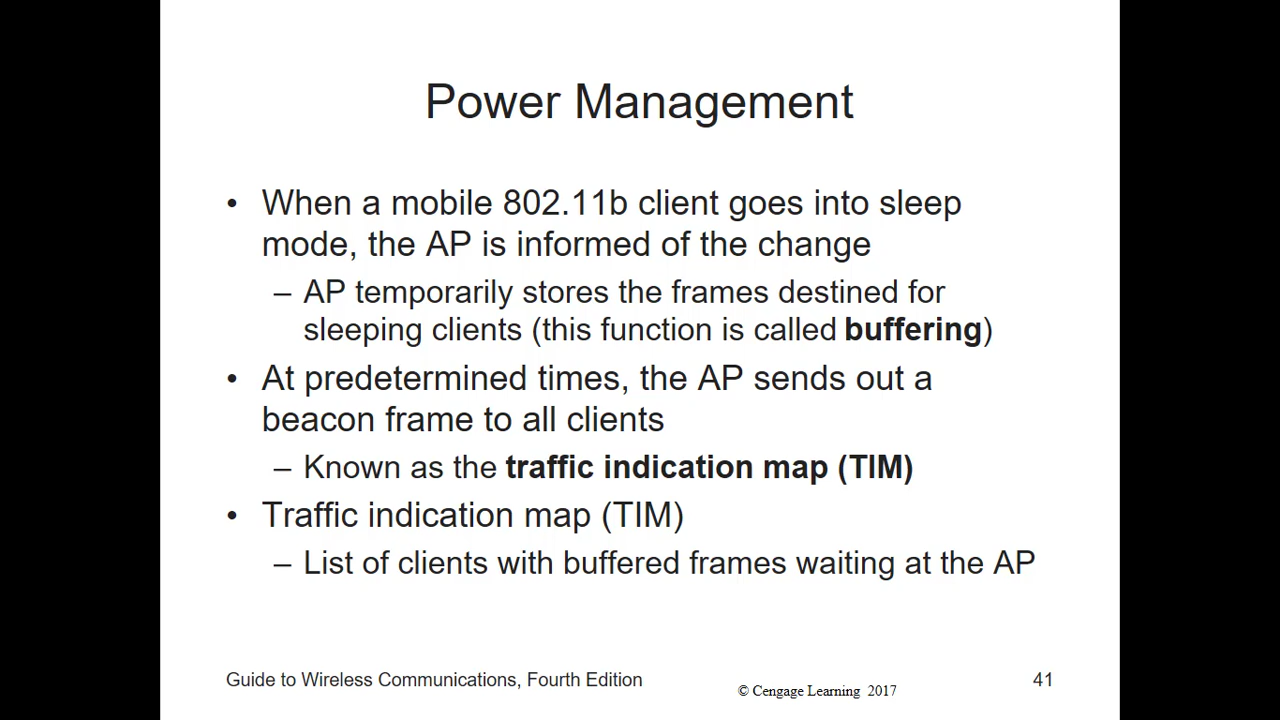 Power Management
• When a mobile 802.11b client goes into sleep
mode, the AP is informed of the change
– AP temporarily stores the frames destined for
sleeping clients (this function is called buffering)
• At predetermined times, the AP sends out a
beacon frame to all clients
– Known as the traffic indication map (TIM)
• Traffic indication map (TIM)
– List of clients with buffered frames waiting at the AP
Guide to Wireless Communications, Fourth Edition
© Cengage Learning 2017
41